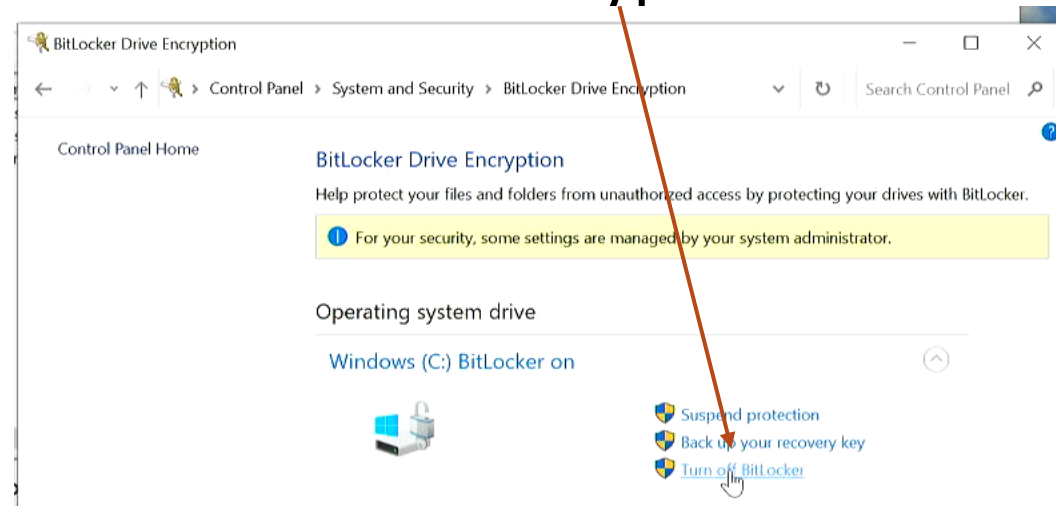 BitLocker Drive Encryption
Control Panel > System and Security > BitLocker Drive Encryption
Search Control Panel
Control Panel Home
BitLocker Drive Encryption
Help protect your files and folders from unauthorized access by protecting your drives with BitLocker.
For your security, some settings are managed by your system administrator.
Operating system drive
Windows (C:) BitLocker on
Suspend protection
Back up your recovery key
Turn off BitLocker